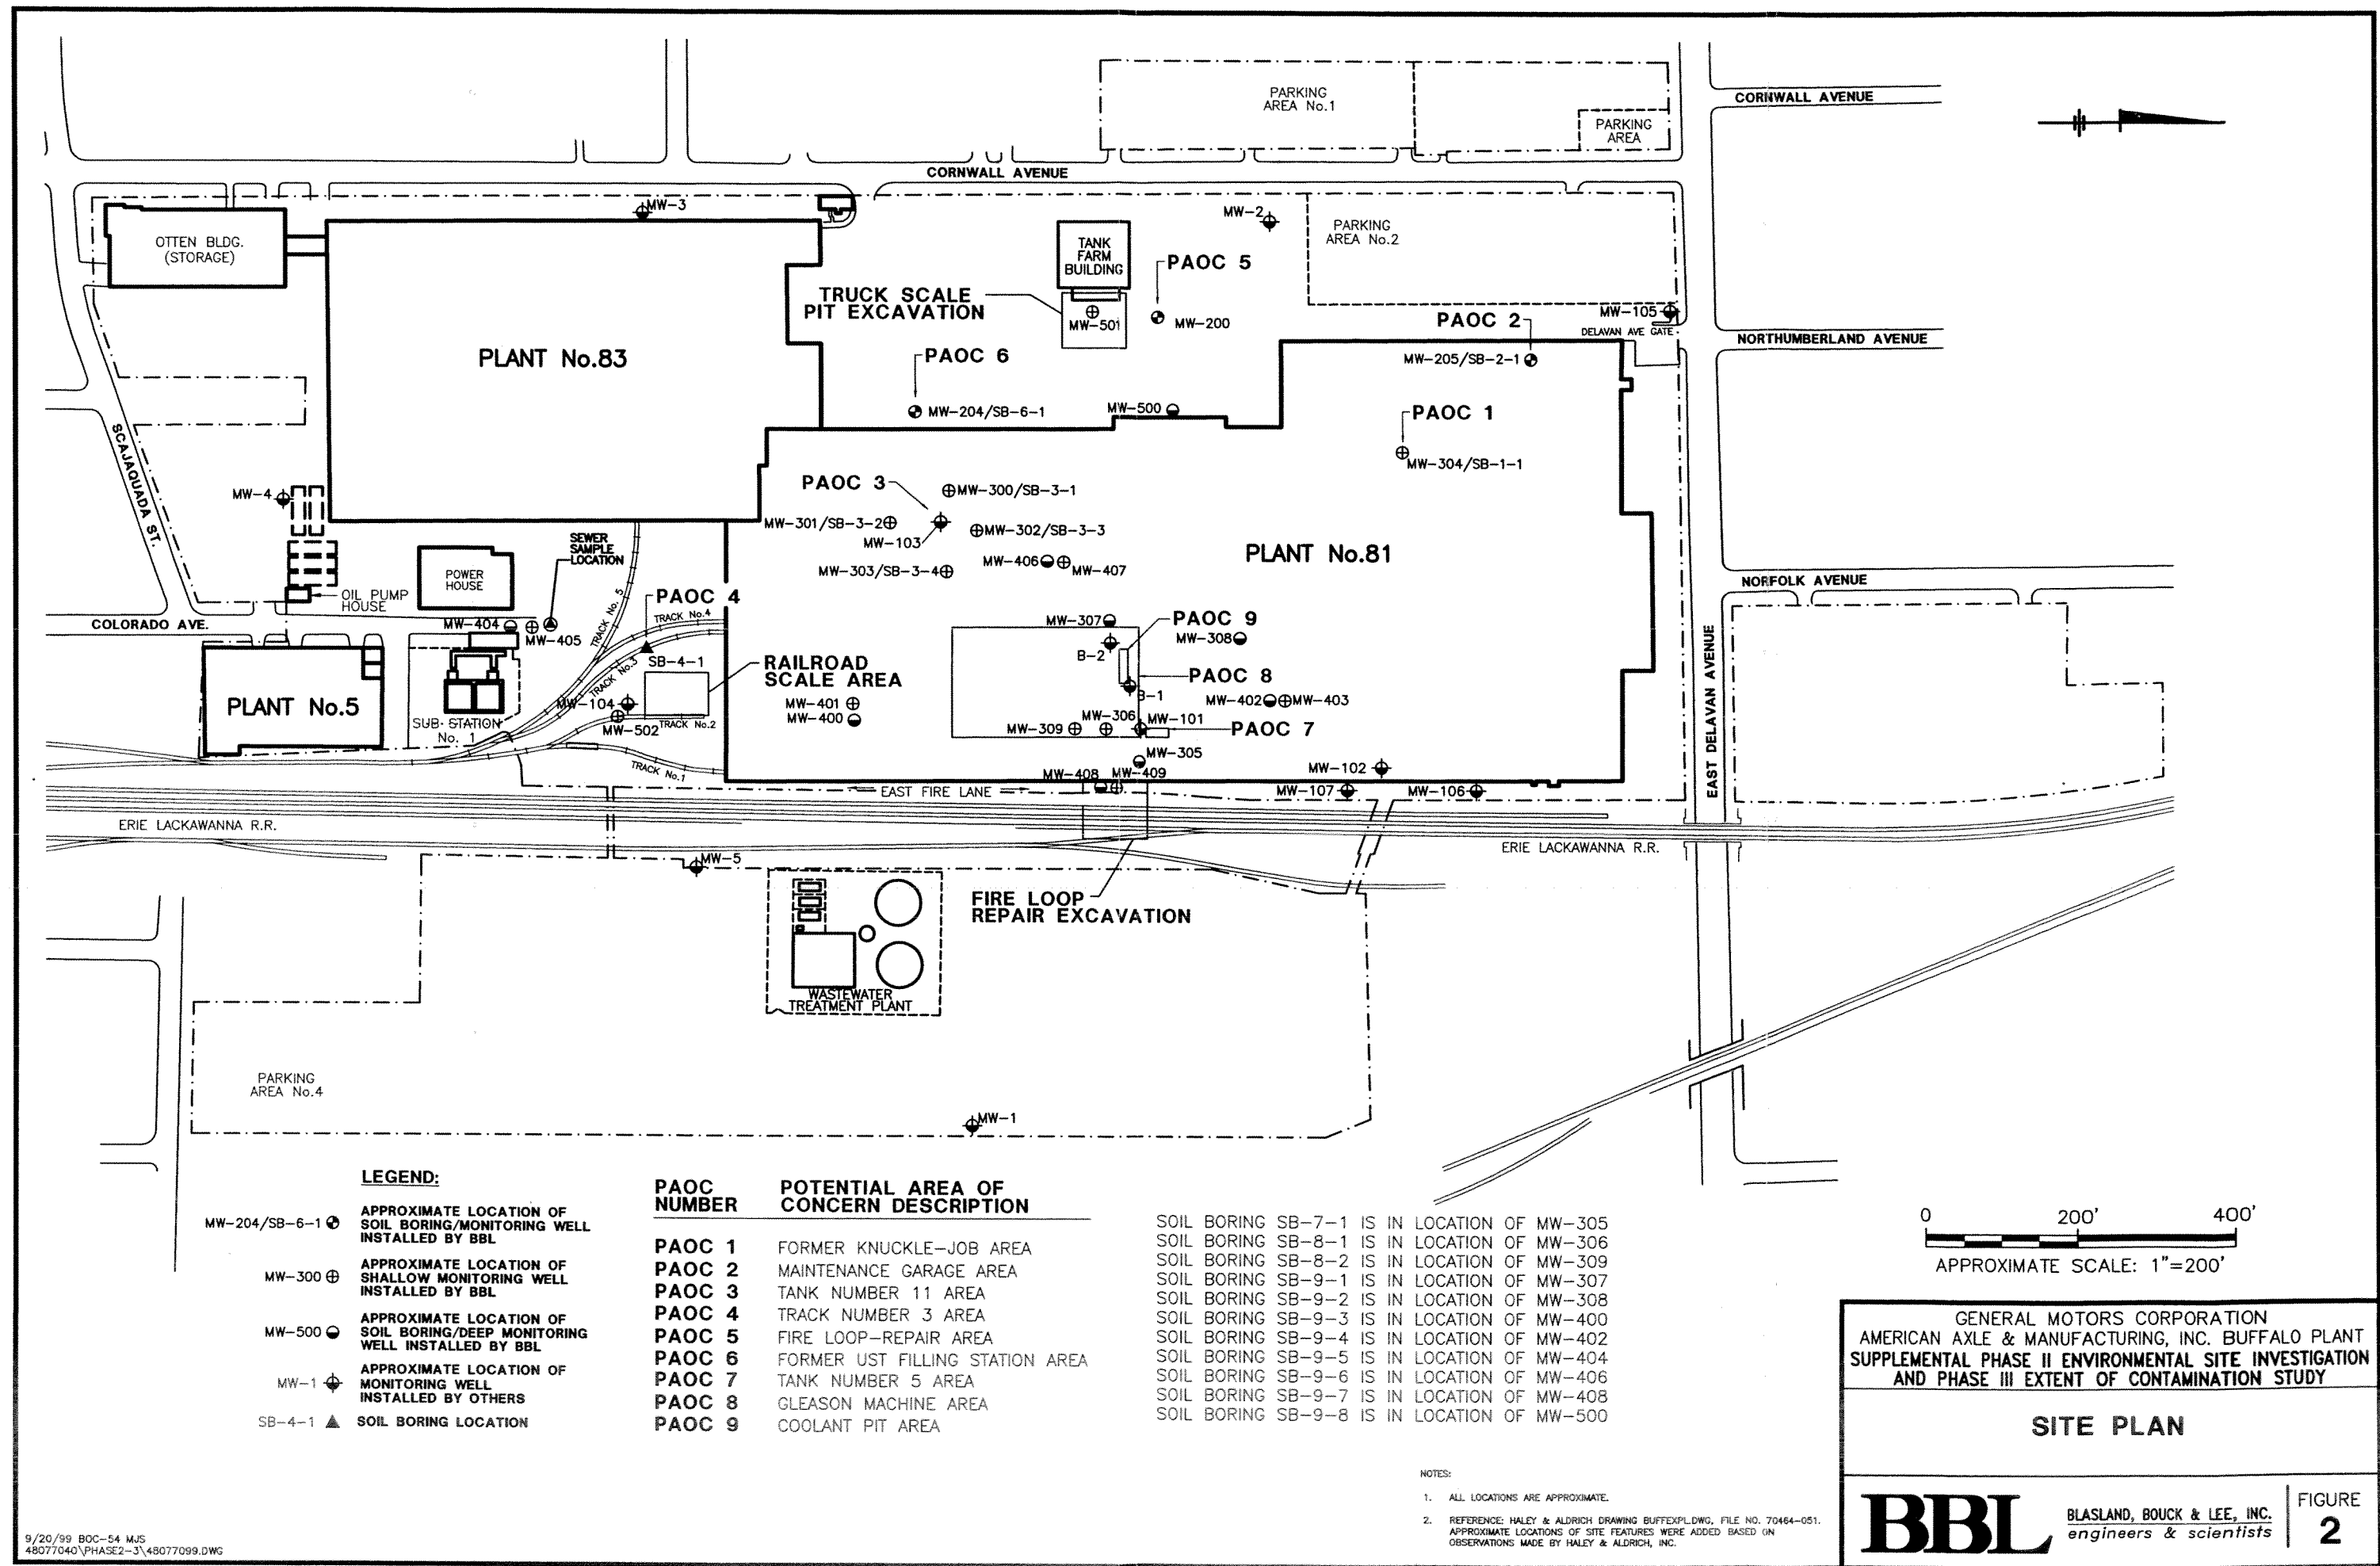 CORNWALL AVENUE
PARKING
AREA No.1
PARKING
AREA
CORNWALL AVENUE
MW-3
MW-2
OTTEN BLDG.
(STORAGE)
PARKING
AREA No.2
TANK
FARM
BUILDING
PAOC 5
TRUCK SCALE
PIT EXCAVATION
MW-501
MW-200
MW-105
DELAVAN AVE GATE
PAOC 2
NORTHUMBERLAND AVENUE
PLANT No.83
PAOC 6
MW-205/SB-2-1
MW-204/SB-6-1
MW-500
PAOC 1
MW-304/SB-1-1
SCAJAQUADA ST.
MW-4
PAOC 3
MW-300/SB-3-1
MW-301/SB-3-2
MW-302/SB-3-3
MW-103
SEWER
SAMPLE
LOCATION
PLANT No.81
MW-406
MW-407
MW-303/SB-3-4
POWER
HOUSE
NORFOLK AVENUE
OIL PUMP
HOUSE
PAOC 4
TRACK No. 5
TRACK No.4
COLORADO AVE.
MW-404
MW-405
MW-307
PAOC 9
MW-308
B-2
SB-4-1
TRACK No.3
RAILROAD
SCALE AREA
PAOC 8
B-1
EAST DELAVAN AVENUE
PLANT No.5
MW-104
MW-401
MW-400
MW-402
MW-403
SUB-STATION
No. 1
MW-502
TRACK No.2
MW-306
MW-101
MW-309
PAOC 7
MW-305
TRACK No.1
MW-408
MW-409
MW-102
EAST FIRE LANE
MW-107
MW-106
ERIE LACKAWANNA R.R.
ERIE LACKAWANNA R.R.
MW-5
FIRE LOOP
REPAIR EXCAVATION
WASTEWATER
TREATMENT PLANT
PARKING
AREA No.4
MW-1
LEGEND:
MW-204/SB-6-1
APPROXIMATE LOCATION OF
SOIL BORING/MONITORING WELL
INSTALLED BY BBL
MW-300
APPROXIMATE LOCATION OF
SHALLOW MONITORING WELL
INSTALLED BY BBL
MW-500
APPROXIMATE LOCATION OF
SOIL BORING/DEEP MONITORING
WELL INSTALLED BY BBL
MW-1
APPROXIMATE LOCATION OF
MONITORING WELL
INSTALLED BY OTHERS
SB-4-1 SOIL BORING LOCATION
PAOC
NUMBER
POTENTIAL AREA OF
CONCERN DESCRIPTION
PAOC 1 FORMER KNUCKLE-JOB AREA
PAOC 2 MAINTENANCE GARAGE AREA
PAOC 3 TANK NUMBER 11 AREA
PAOC 4 TRACK NUMBER 3 AREA
PAOC 5 FIRE LOOP-REPAIR AREA
PAOC 6 FORMER UST FILLING STATION AREA
PAOC 7 TANK NUMBER 5 AREA
PAOC 8 GLEASON MACHINE AREA
PAOC 9 COOLANT PIT AREA
SOIL BORING SB-7-1 IS IN LOCATION OF MW-305
SOIL BORING SB-8-1 IS IN LOCATION OF MW-306
SOIL BORING SB-8-2 IS IN LOCATION OF MW-309
SOIL BORING SB-9-1 IS IN LOCATION OF MW-307
SOIL BORING SB-9-2 IS IN LOCATION OF MW-308
SOIL BORING SB-9-3 IS IN LOCATION OF MW-400
SOIL BORING SB-9-4 IS IN LOCATION OF MW-402
SOIL BORING SB-9-5 IS IN LOCATION OF MW-404
SOIL BORING SB-9-6 IS IN LOCATION OF MW-406
SOIL BORING SB-9-7 IS IN LOCATION OF MW-408
SOIL BORING SB-9-8 IS IN LOCATION OF MW-500
0 200' 400'
APPROXIMATE SCALE: 1"=200'
NOTES:
1. ALL LOCATIONS ARE APPROXIMATE.
2. REFERENCE: HALEY & ALDRICH DRAWING BUFFEXPL.DWG, FILE NO. 70464-051.
APPROXIMATE LOCATIONS OF SITE FEATURES WERE ADDED BASED ON
OBSERVATIONS MADE BY HALEY & ALDRICH, INC.
GENERAL MOTORS CORPORATION
AMERICAN AXLE & MANUFACTURING, INC. BUFFALO PLANT
SUPPLEMENTAL PHASE II ENVIRONMENTAL SITE INVESTIGATION
AND PHASE III EXTENT OF CONTAMINATION STUDY
SITE PLAN
BBL
BLASLAND, BOUCK & LEE, INC.
engineers & scientists
FIGURE
2
9/20/99 BOC-54 MJS
48077040\PHASE2-3\48077099.DWG